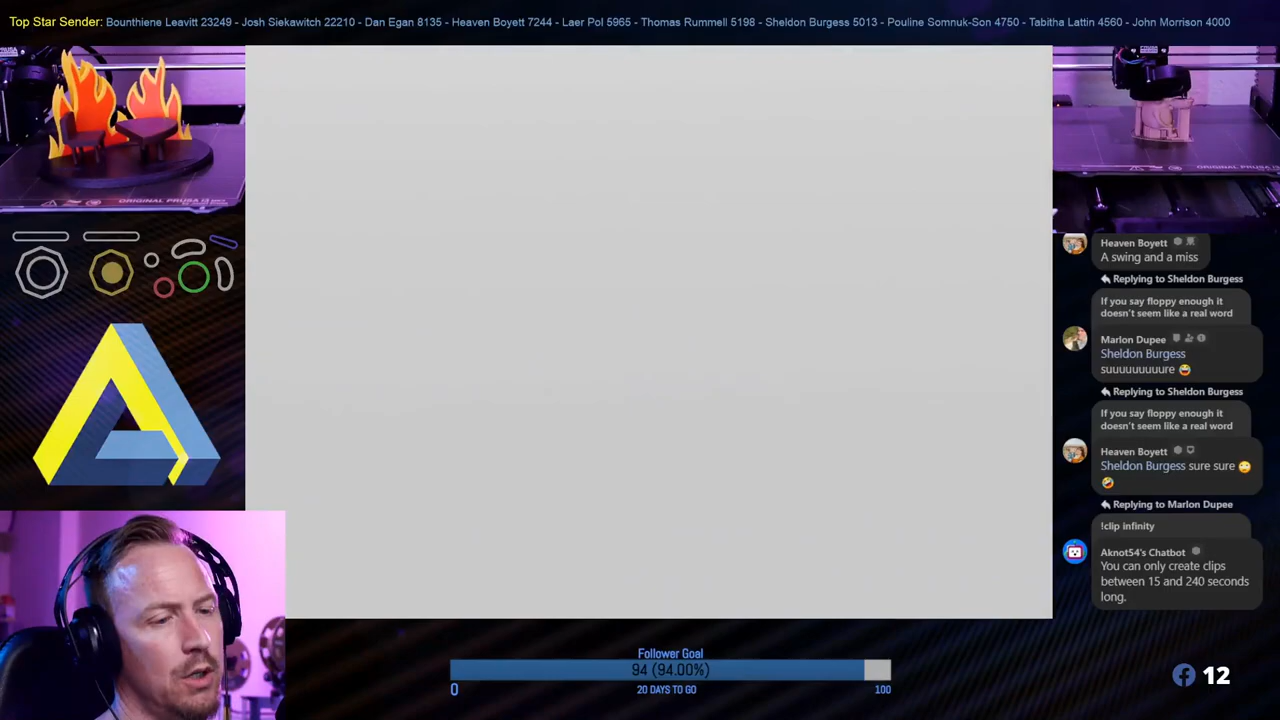 Top Star Sender: Bounthiene Leavitt 23249 - Josh Siekawitch 22210 - Dan Egan 8135 - Heaven Boyett 7244 - Laer Pol 5965 - Thomas Rummell 5198 - Sheldon Burgess 5013 - Pouline Somnuk-Son 4750 - Tabitha Lattin 4560 - John Morrison 4000
ORIGINAL PRUSA
ORIGINAL PRUSA
Heaven Boyett
A swing and a miss
Replying to Sheldon Burgess
If you say floppy enough it
doesn't seem like a real word
Marlon Dupee
Sheldon Burgess
suuuuuuuuure 😂
Replying to Sheldon Burgess
If you say floppy enough it
doesn't seem like a real word
Heaven Boyett
Sheldon Burgess sure sure 🙄
🤣
Replying to Marlon Dupee
!clip infinity
Aknot54's Chatbot
You can only create clips
between 15 and 240 seconds
long.
Follower Goal
94 (94.00%)
0
20 DAYS TO GO
100
12